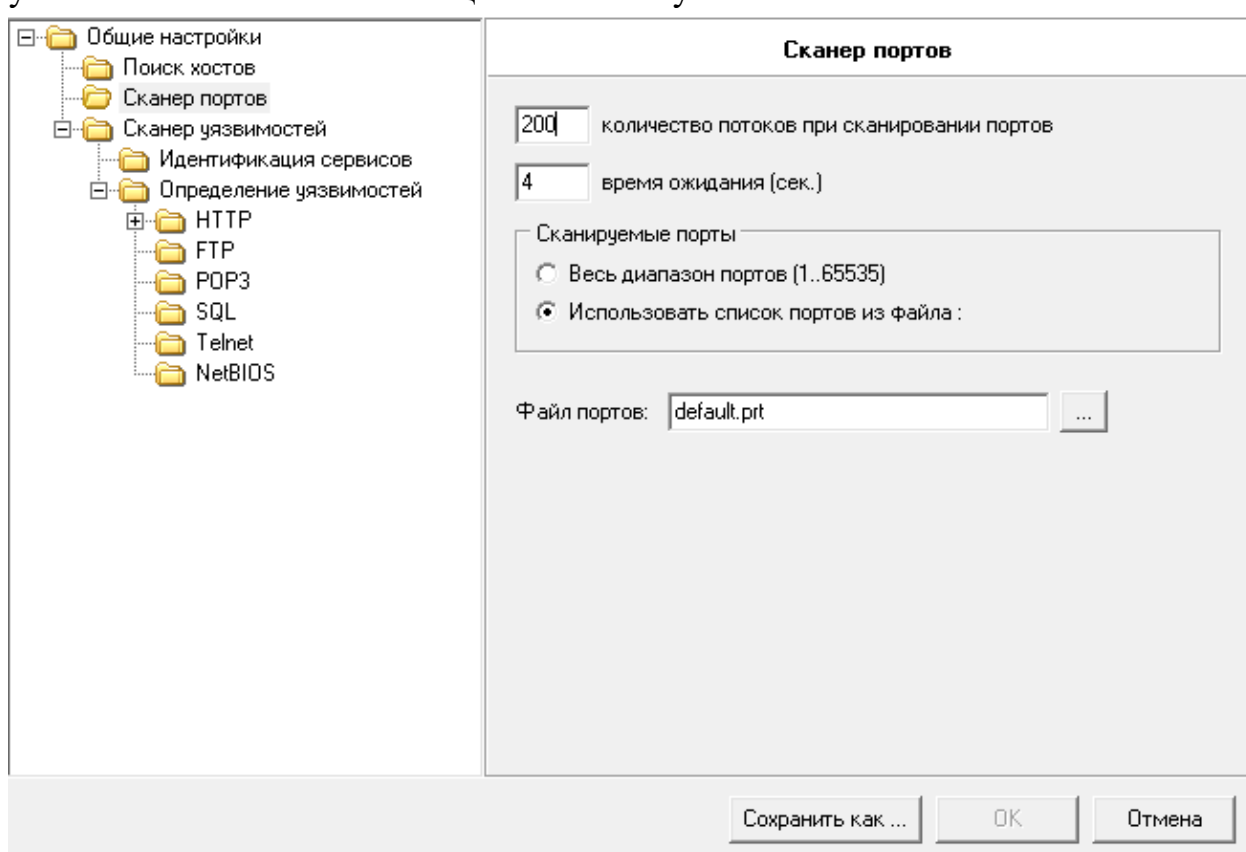 Общие настройки
Поиск хостов
Сканер портов
Сканер уязвимостей
Идентификация сервисов
Определение уязвимостей
HTTP
FTP
POP3
SQL
Telnet
NetBIOS
Сканер портов
200 количество потоков при сканировании портов
4 время ожидания (сек.)
Сканируемые порты
Весь диапазон портов (1..65535)
Использовать список портов из файла :
Файл портов: default.prt ...
Сохранить как ... OK Отмена